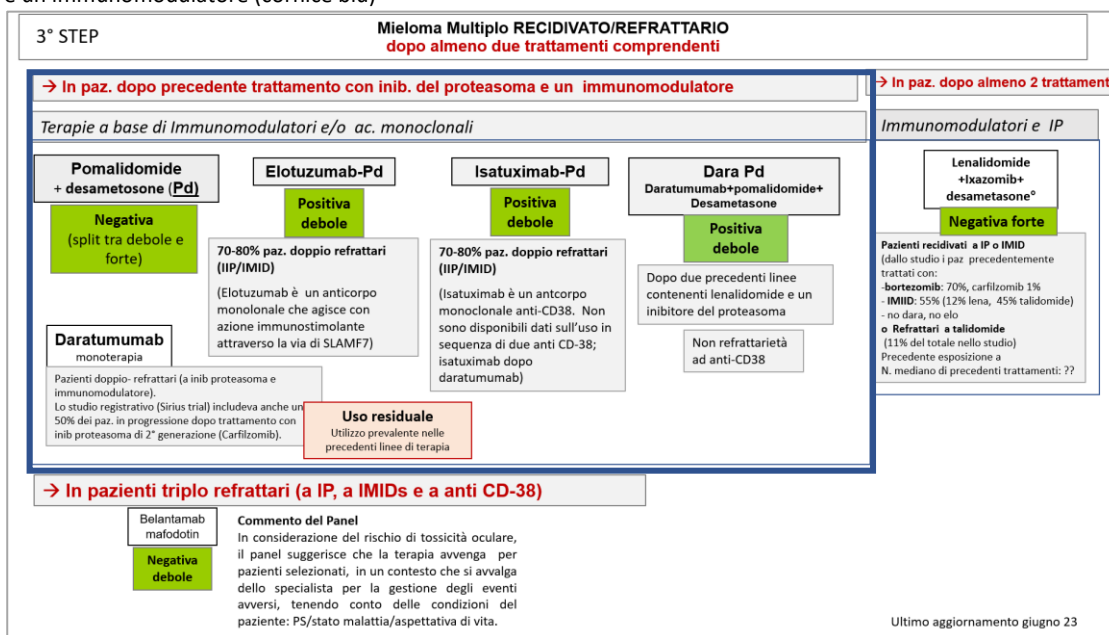 e un immunomodulatore (cornice blu)
3° STEP
Mieloma Multiplo RECIDIVATO/REFRATTARIO
dopo almeno due trattamenti comprendenti
→ In paz. dopo precedente trattamento con inib. del proteasoma e un immunomodulatore
Terapie a base di Immunomodulatori e/o ac. monoclonali
Pomalidomide
+ desametosone (Pd)
Negativa
(split tra debole e
forte)
Daratumumab
monoterapia
Pazienti doppio- refrattari (a inib proteasoma e
immunomodulatore).
Lo studio registrativo (Sirius trial) includeva anche un
50% dei paz. in progressione dopo trattamento con
inib proteasoma di 2° generazione (Carfilzomib).
Uso residuale
Utilizzo prevalente nelle
precedenti linee di terapia
Elotuzumab-Pd
Positiva
debole
70-80% paz. doppio refrattari
(IIP/IMID)
(Elotuzumab è un anticorpo
monolonale che agisce con
azione immunostimolante
attraverso la via di SLAMF7)
Isatuximab-Pd
Positiva
debole
70-80% paz. doppio refrattari
(IIP/IMID)
(Isatuximab è un antcorpo
monoclonale anti-CD38. Non
sono disponibili dati sull'uso in
sequenza di due anti CD-38;
isatuximab dopo
daratumumab)
Dara Pd
Daratumumab+pomalidomide+
Desametasone
Positiva
debole
Dopo due precedenti linee
contenenti lenalidomide e un
inibitore del proteasoma
Non refrattarietà
ad anti-CD38
→ In paz. dopo almeno 2 trattament
Immunomodulatori e IP
Lenalidomide
+Ixazomib+
desametasone°
Negativa forte
Pazienti recidivati a IP o IMID
(dallo studio i paz precedentemente
trattati con:
-bortezomib: 70%, carfilzomib 1%
- IMIID: 55% (12% lena, 45% talidomide)
- no dara, no elo
o Refrattari a talidomide
(11% del totale nello studio)
Precedente esposizione a
N. mediano di precedenti trattamenti: ??
→ In pazienti triplo refrattari (a IP, a IMIDs e a anti CD-38)
Belantamab
mafodotin
Negativa
debole
Commento del Panel
In considerazione del rischio di tossicità oculare,
il panel suggerisce che la terapia avvenga per
pazienti selezionati, in un contesto che si avvalga
dello specialista per la gestione degli eventi
avversi, tenendo conto delle condizioni del
paziente: PS/stato malattia/aspettativa di vita.
Ultimo aggiornamento giugno 23